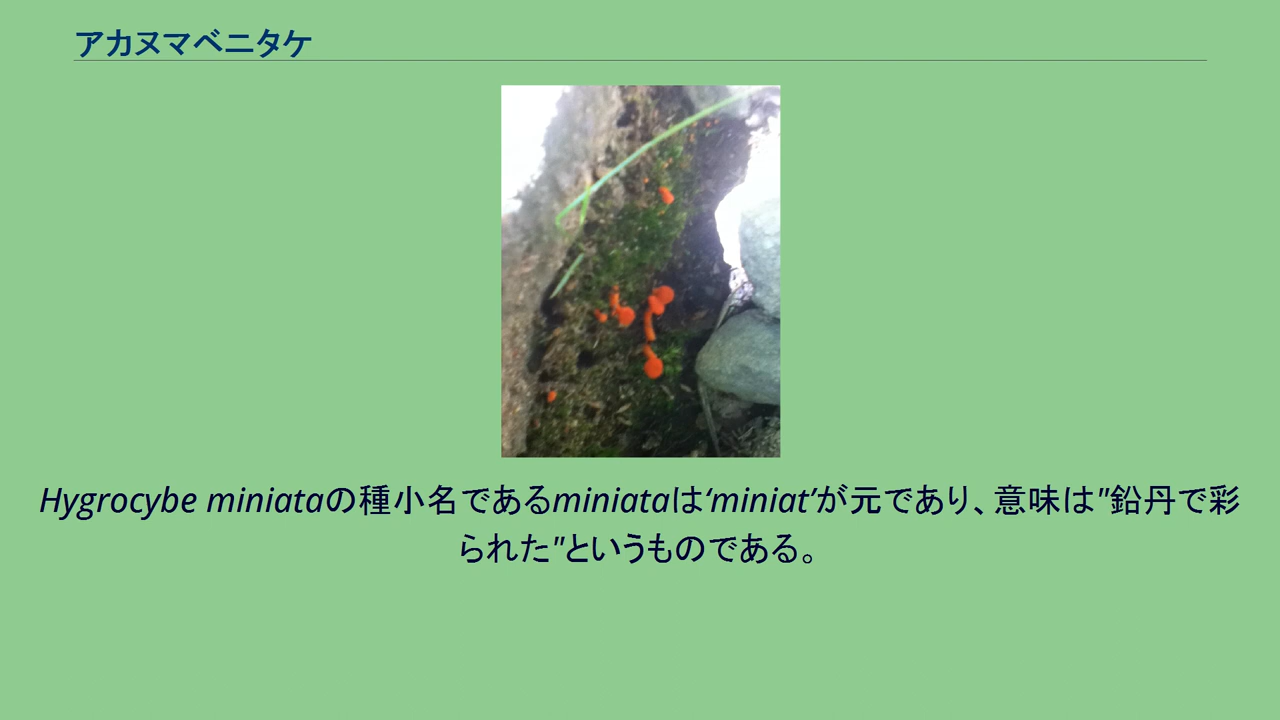 アカヌマベニタケ
Hygrocybe miniataの種小名であるminiataは‘miniat’が元であり、意味は"鉛丹で彩
られた"というものである。